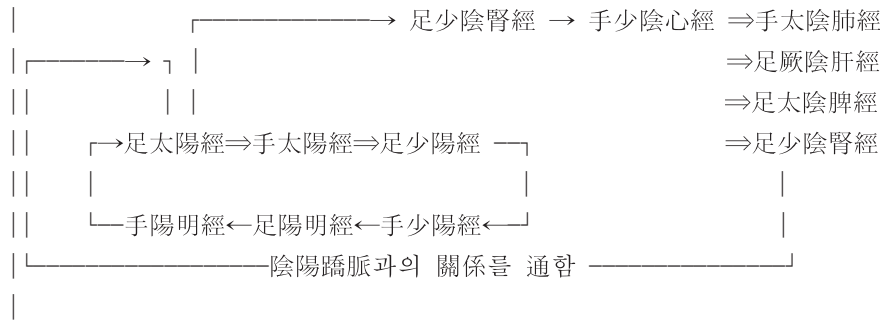 │ ┌─────────────→ 足少陰腎經 → 手少陰心經 ⇒手太陰肺經
│┌──────→ ┐ │ ⇒足厥陰肝經
││ │ │ ⇒足太陰脾經
││ ┌→足太陽經⇒手太陽經⇒足少陽經 ─┐ ⇒足少陰腎經
││ │ │ │
││ └─手陽明經←足陽明經←手少陽經←─┘ │
│└──────────────陰陽蹻脈과의 關係를 通함 ───────────┘
│